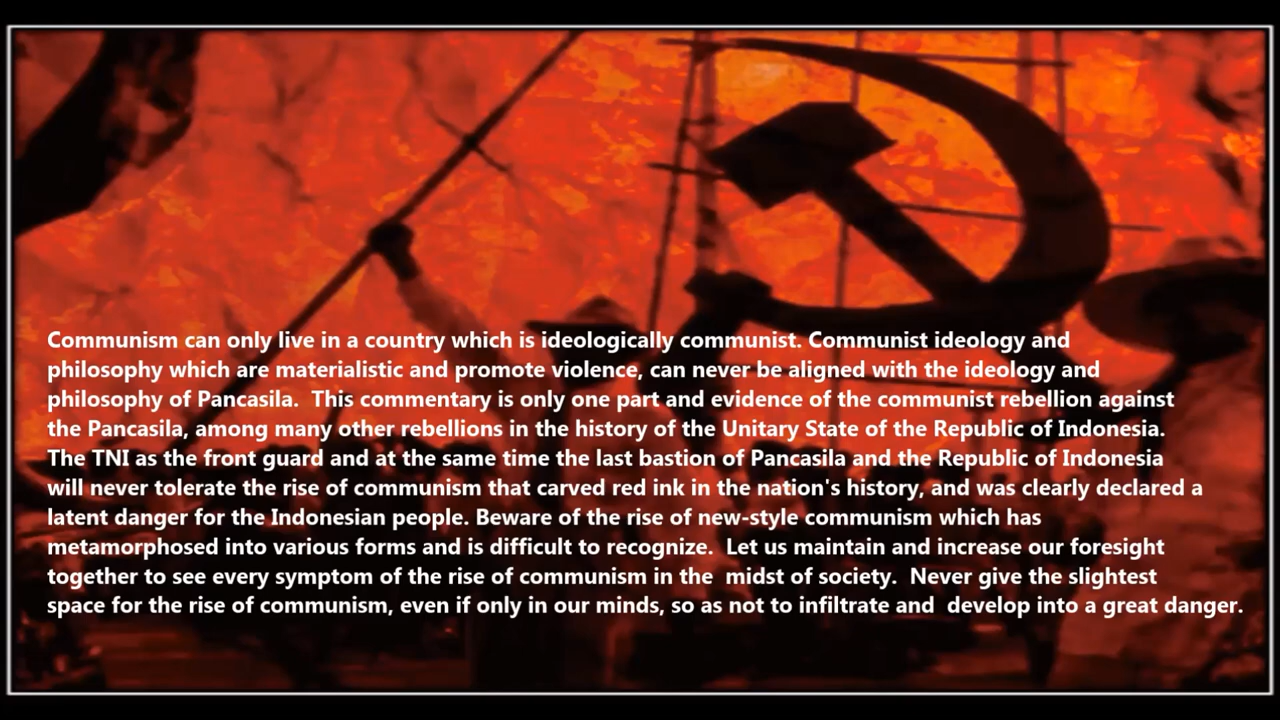 Communism can only live in a country which is ideologically communist. Communist ideology and
philosophy which are materialistic and promote violence, can never be aligned with the ideology and
philosophy of Pancasila.  This commentary is only one part and evidence of the communist rebellion against
the Pancasila, among many other rebellions in the history of the Unitary State of the Republic of Indonesia.
The TNI as the front guard and at the same time the last bastion of Pancasila and the Republic of Indonesia
will never tolerate the rise of communism that carved red ink in the nation's history, and was clearly declared a
latent danger for the Indonesian people. Beware of the rise of new-style communism which has
metamorphosed into various forms and is difficult to recognize.  Let us maintain and increase our foresight
together to see every symptom of the rise of communism in the  midst of society.  Never give the slightest
space for the rise of communism, even if only in our minds, so as not to infiltrate and  develop into a great danger.